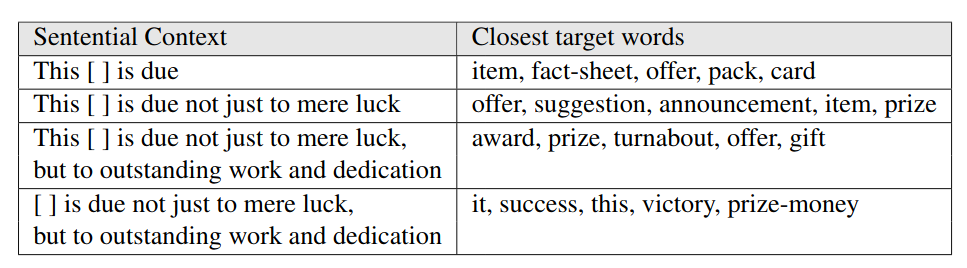 Sentential Context Closest target words
This [ ] is due item, fact-sheet, offer, pack, card
This [ ] is due not just to mere luck offer, suggestion, announcement, item, prize
This [ ] is due not just to mere luck, award, prize, turnabout, offer, gift
but to outstanding work and dedication
[ ] is due not just to mere luck, it, success, this, victory, prize-money
but to outstanding work and dedication